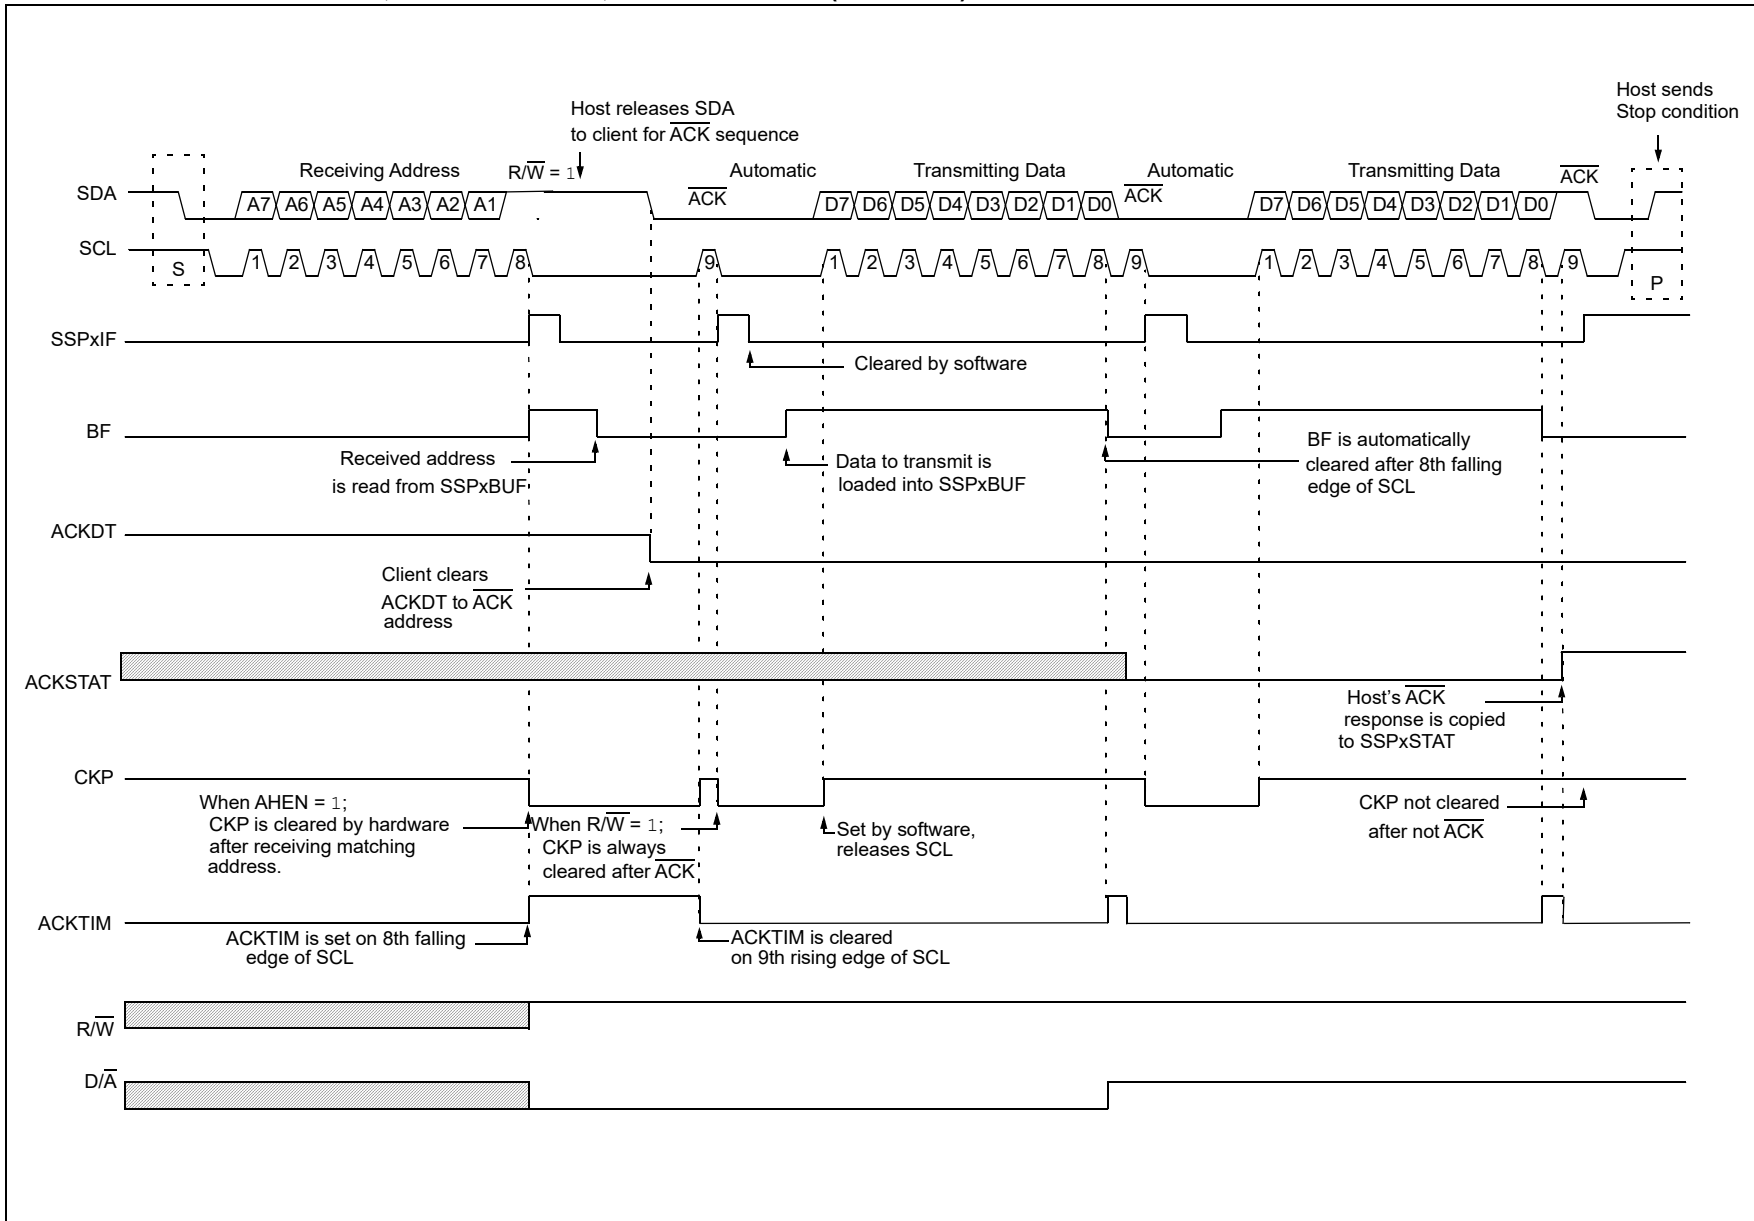 Host sends
Stop condition
Host releases SDA
to client for ACK sequence
Receiving Address
R/W = 1
Automatic
Transmitting Data
Automatic
Transmitting Data
ACK
SDA
A7 A6 A5 A4 A3 A2 A1
ACK
D7 D6 D5 D4 D3 D2 D1 D0
ACK
D7 D6 D5 D4 D3 D2 D1 D0
SCL
S
1 2 3 4 5 6 7 8 9
1 2 3 4 5 6 7 8 9
1 2 3 4 5 6 7 8 9
P
SSPxIF
Cleared by software
BF
Received address
is read from SSPxBUF
Data to transmit is
loaded into SSPxBUF
BF is automatically
cleared after 8th falling
edge of SCL
ACKDT
Client clears
ACKDT to ACK
address
ACKSTAT
Host's ACK
response is copied
to SSPxSTAT
CKP
When AHEN = 1;
CKP is cleared by hardware
after receiving matching
address.
When R/W = 1;
CKP is always
cleared after ACK
Set by software,
releases SCL
CKP not cleared
after not ACK
ACKTIM
ACKTIM is set on 8th falling
edge of SCL
ACKTIM is cleared
on 9th rising edge of SCL
R/W
D/A